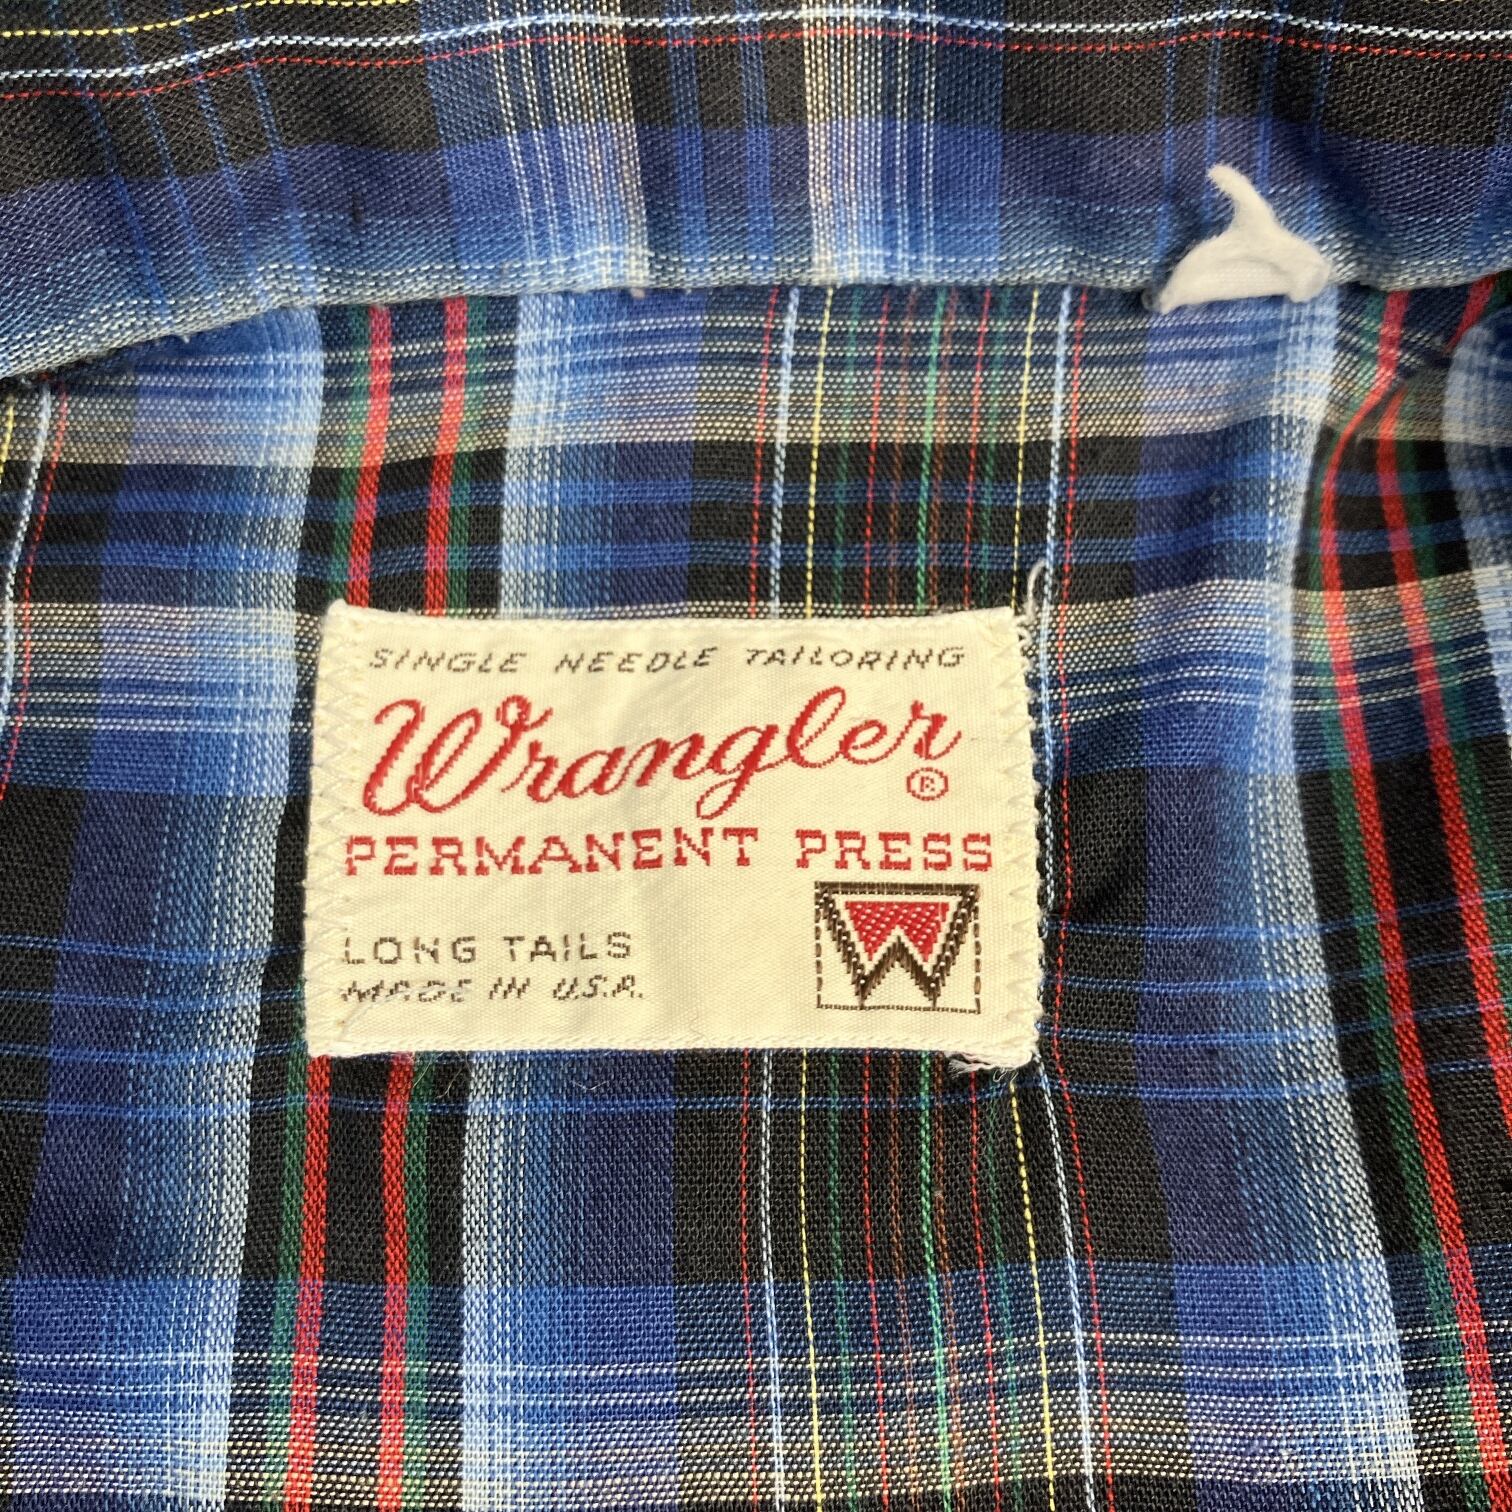 SINGLE NEEDLE TAILORING
Wrangler®
PERMANENT PRESS
LONG TAILS
MADE IN U.S.A.
W